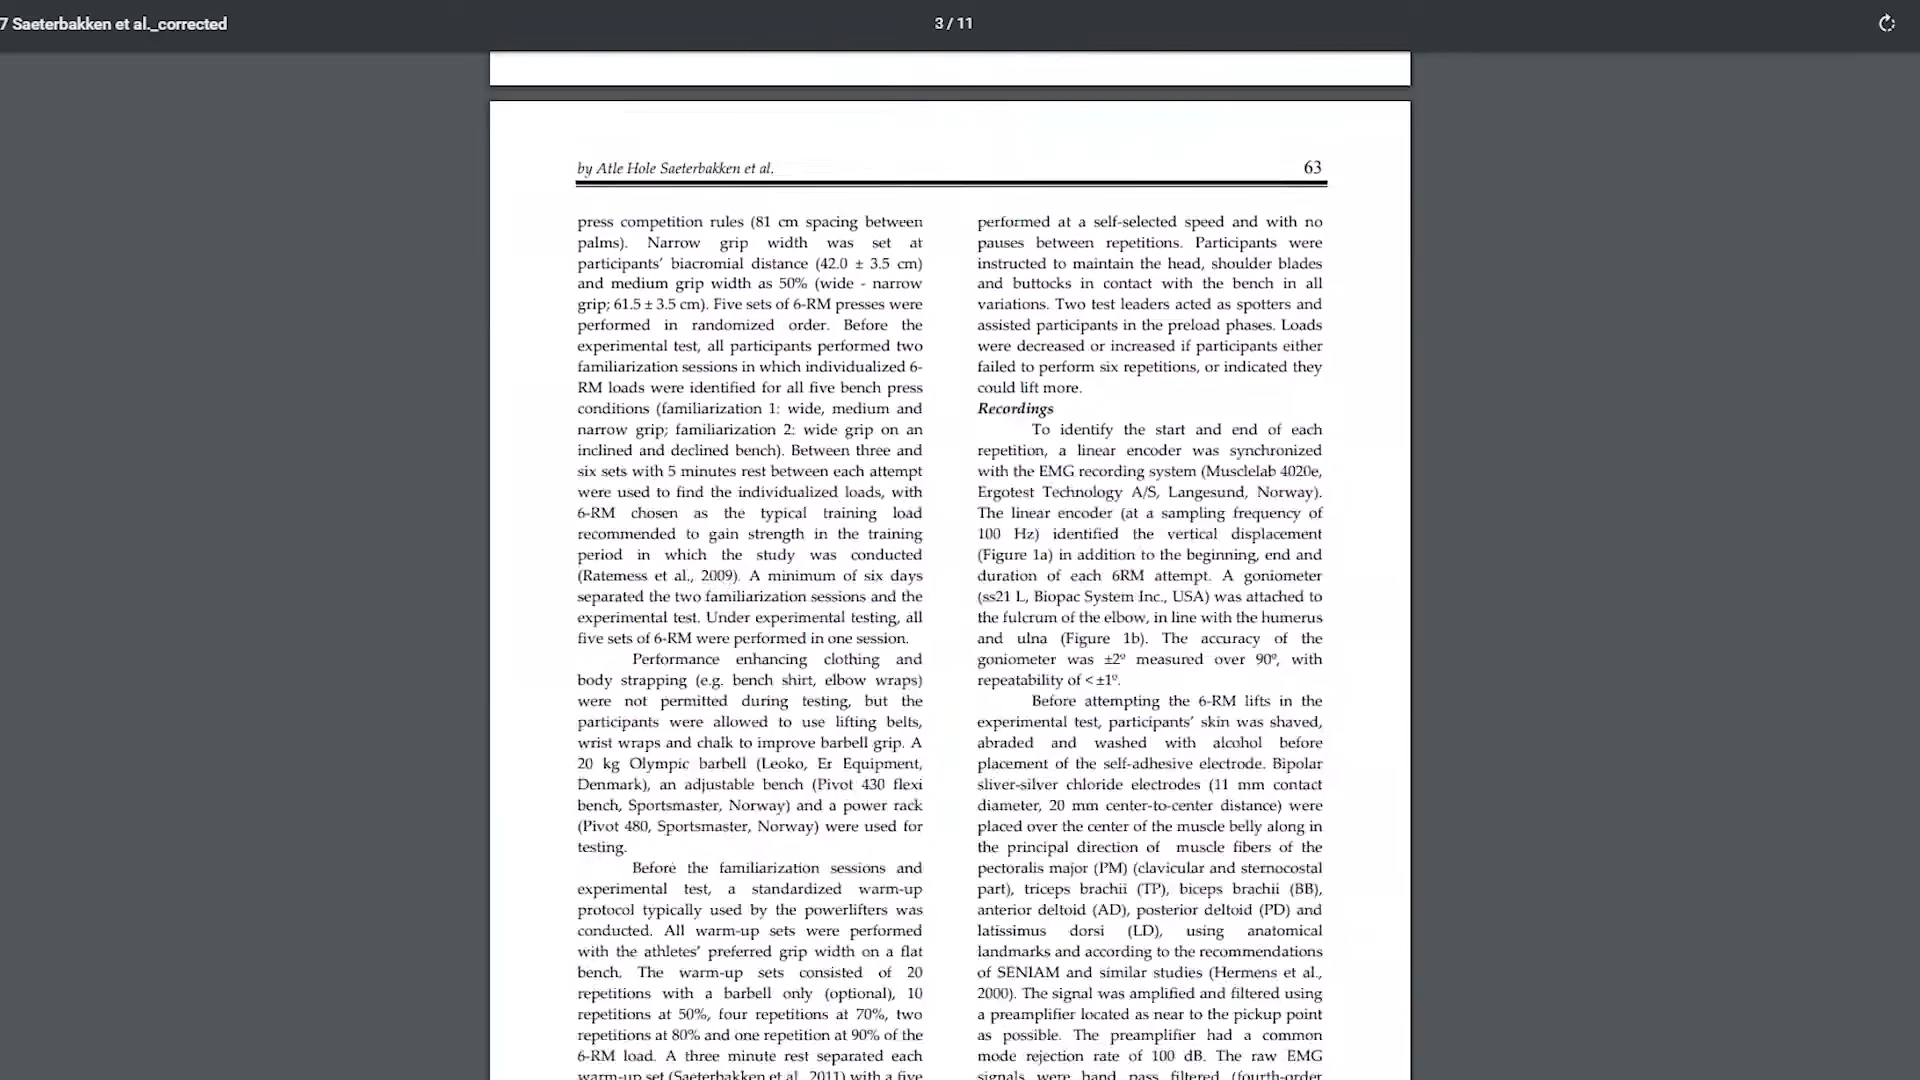 7 Saeterbakken et al._corrected
3 / 11
by Atle Hole Saeterbakken et al.
63
press competition rules (81 cm spacing between
palms). Narrow grip width was set at
participants' biacromial distance (42.0 ± 3.5 cm)
and medium grip width as 50% (wide - narrow
grip; 61.5 ± 3.5 cm). Five sets of 6-RM presses were
performed in randomized order. Before the
experimental test, all participants performed two
familiarization sessions in which individualized 6-
RM loads were identified for all five bench press
conditions (familiarization 1: wide, medium and
narrow grip; familiarization 2: wide grip on an
inclined and declined bench). Between three and
six sets with 5 minutes rest between each attempt
were used to find the individualized loads, with
6-RM chosen as the typical training load
recommended to gain strength in the training
period in which the study was conducted
(Ratemess et al., 2009). A minimum of six days
separated the two familiarization sessions and the
experimental test. Under experimental testing, all
five sets of 6-RM were performed in one session.
Performance enhancing clothing and
body strapping (e.g. bench shirt, elbow wraps)
were not permitted during testing, but the
participants were allowed to use lifting belts,
wrist wraps and chalk to improve barbell grip. A
20 kg Olympic barbell (Leoko, Er Equipment,
Denmark), an adjustable bench (Pivot 430 flexi
bench, Sportsmaster, Norway) and a power rack
(Pivot 480, Sportsmaster, Norway) were used for
testing.
Before the familiarization sessions and
experimental test, a standardized warm-up
protocol typically used by the powerlifters was
conducted. All warm-up sets were performed
with the athletes' preferred grip width on a flat
bench. The warm-up sets consisted of 20
repetitions with a barbell only (optional), 10
repetitions at 50%, four repetitions at 70%, two
repetitions at 80% and one repetition at 90% of the
6-RM load. A three minute rest separated each
warm-up set (Saeterbakken et al., 2011) with a five
performed at a self-selected speed and with no
pauses between repetitions. Participants were
instructed to maintain the head, shoulder blades
and buttocks in contact with the bench in all
variations. Two test leaders acted as spotters and
assisted participants in the preload phases. Loads
were decreased or increased if participants either
failed to perform six repetitions, or indicated they
could lift more.
Recordings
To identify the start and end of each
repetition, a linear encoder was synchronized
with the EMG recording system (Musclelab 4020e,
Ergotest Technology A/S, Langesund, Norway).
The linear encoder (at a sampling frequency of
100 Hz) identified the vertical displacement
(Figure 1a) in addition to the beginning, end and
duration of each 6RM attempt. A goniometer
(ss21 L, Biopac System Inc., USA) was attached to
the fulcrum of the elbow, in line with the humerus
and ulna (Figure 1b). The accuracy of the
goniometer was ±2º measured over 90º, with
repeatability of < ±1º.
Before attempting the 6-RM lifts in the
experimental test, participants' skin was shaved,
abraded and washed with alcohol before
placement of the self-adhesive electrode. Bipolar
sliver-silver chloride electrodes (11 mm contact
diameter, 20 mm center-to-center distance) were
placed over the center of the muscle belly along in
the principal direction of muscle fibers of the
pectoralis major (PM) (clavicular and sternocostal
part), triceps brachii (TP), biceps brachii (BB),
anterior deltoid (AD), posterior deltoid (PD) and
latissimus dorsi (LD), using anatomical
landmarks and according to the recommendations
of SENIAM and similar studies (Hermens et al.,
2000). The signal was amplified and filtered using
a preamplifier located as near to the pickup point
as possible. The preamplifier had a common
mode rejection rate of 100 dB. The raw EMG
signals were band pass filtered (fourth-order